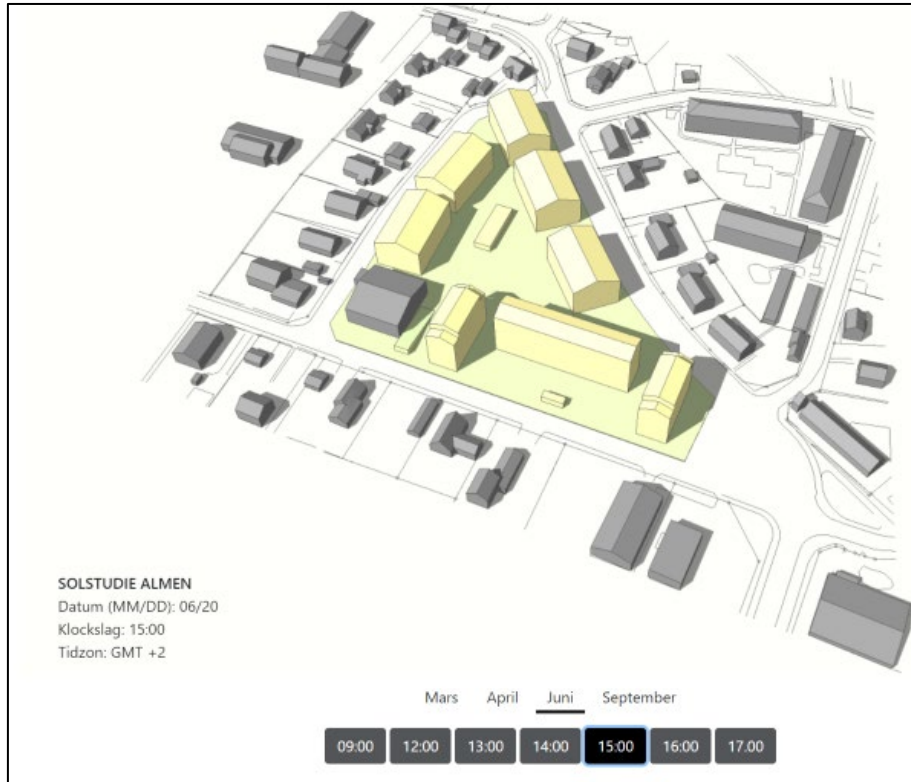 SOLSTUDIE ALMEN
Datum (MM/DD): 06/20
Klockslag: 15:00
Tidzon: GMT +2
Mars April Juni September
09:00 12:00 13:00 14:00 15:00 16:00 17.00